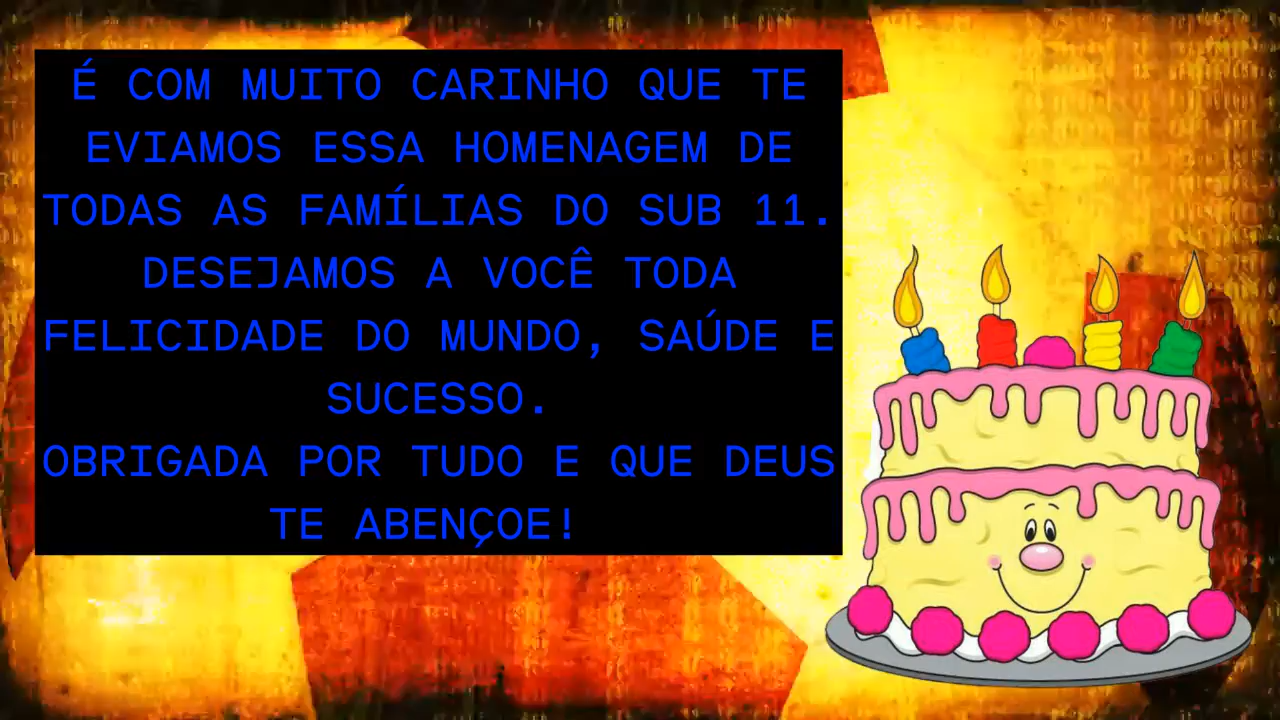 É COM MUITO CARINHO QUE TE
EVIAMOS ESSA HOMENAGEM DE
TODAS AS FAMÍLIAS DO SUB 11.
DESEJAMOS A VOCÊ TODA
FELICIDADE DO MUNDO, SAÚDE E
SUCESSO.
OBRIGADA POR TUDO E QUE DEUS
TE ABENÇOE!